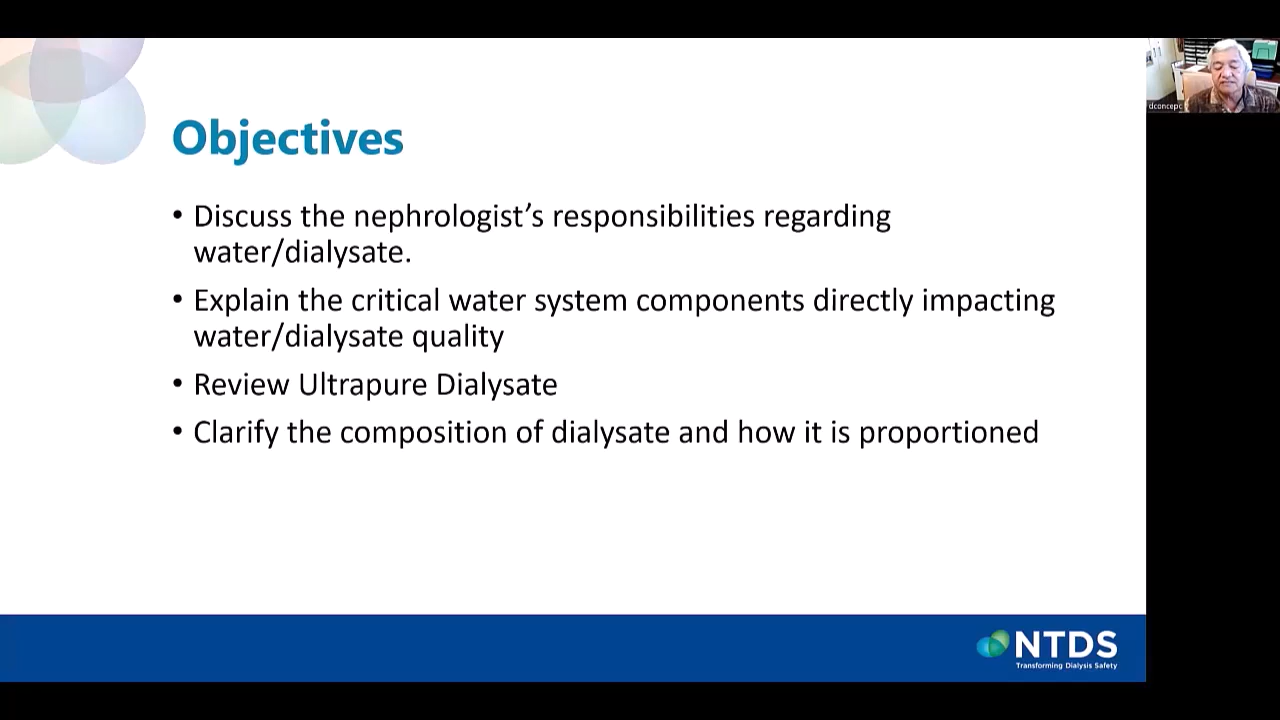 Objectives
• Discuss the nephrologist’s responsibilities regarding
water/dialysate.
• Explain the critical water system components directly impacting
water/dialysate quality
• Review Ultrapure Dialysate
• Clarify the composition of dialysate and how it is proportioned
NTDS
Transforming Dialysis Safety
dconcepc